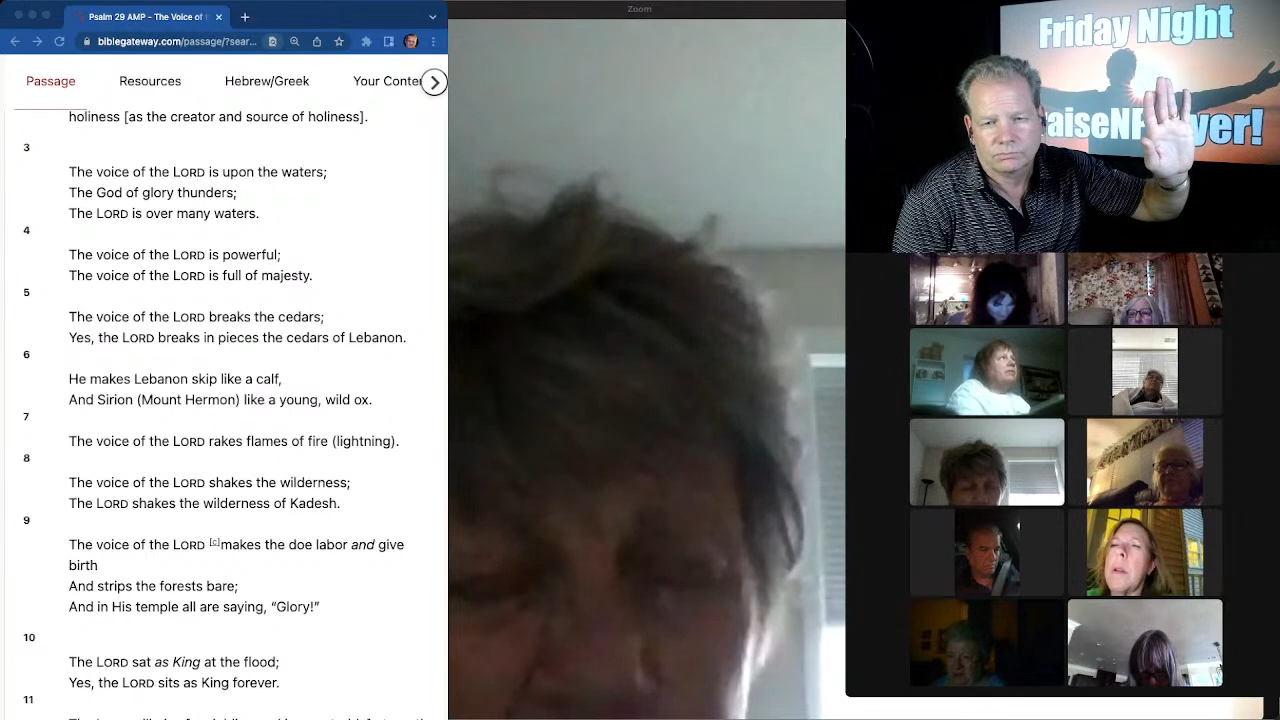 Psalm 29 AMP - The Voice of
biblegateway.com/passage/?sear...
Passage
Resources
Hebrew/Greek
Your Conte
holiness [as the creator and source of holiness].
3
The voice of the LORD is upon the waters;
The God of glory thunders;
The LORD is over many waters.
4
The voice of the LORD is powerful;
The voice of the LORD is full of majesty.
5
The voice of the LORD breaks the cedars;
Yes, the LORD breaks in pieces the cedars of Lebanon.
6
He makes Lebanon skip like a calf,
And Sirion (Mount Hermon) like a young, wild ox.
7
The voice of the LORD rakes flames of fire (lightning).
8
The voice of the LORD shakes the wilderness;
The LORD shakes the wilderness of Kadesh.
9
The voice of the LORD [c]makes the doe labor and give
birth
And strips the forests bare;
And in His temple all are saying, “Glory!”
10
The LORD sat as King at the flood;
Yes, the LORD sits as King forever.
11
Zoom
Friday Night
aiseN yer!